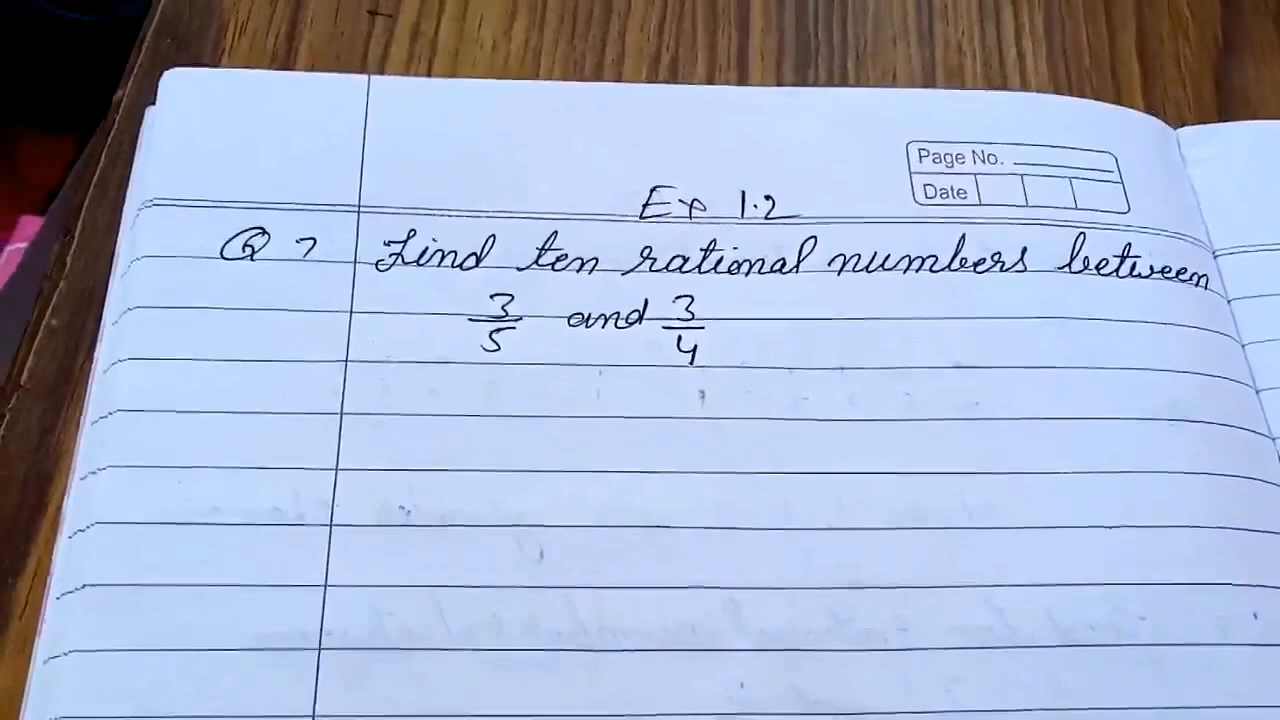 Page No.
Date
Ex 1.2
Q 7 Find ten rational numbers between
3/5 and 3/4